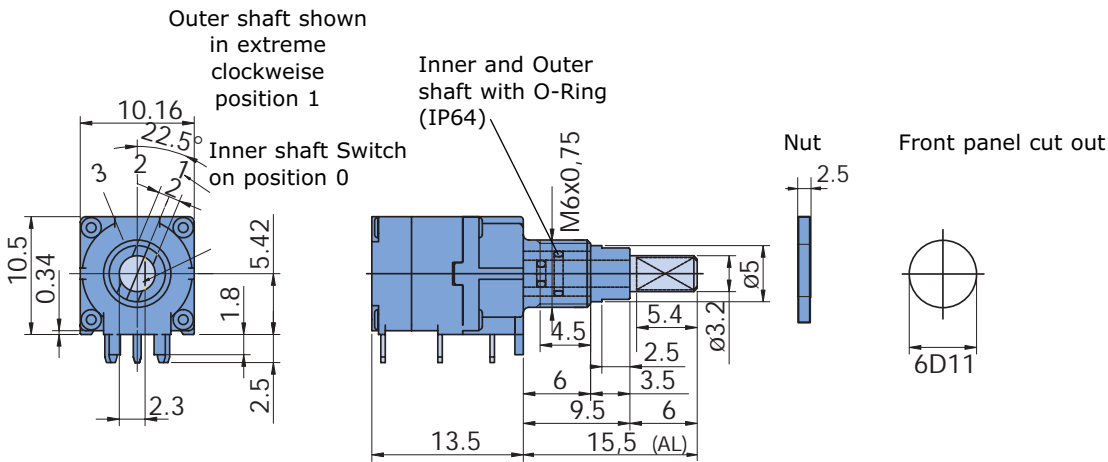 Outer shaft shown
in extreme
clockwise
position 1
Inner and Outer
shaft with O-Ring
(IP64)
10.16
22.5°
Inner shaft Switch
on position 0
3
2
1
2
10.5
0.34
5.42
1.8
2.5
2.3
M6x0,75
ø5
ø3.2
5.4
4.5
2.5
6
3.5
9.5
6
13.5
15,5 (AL)
Nut
2.5
Front panel cut out
6D11